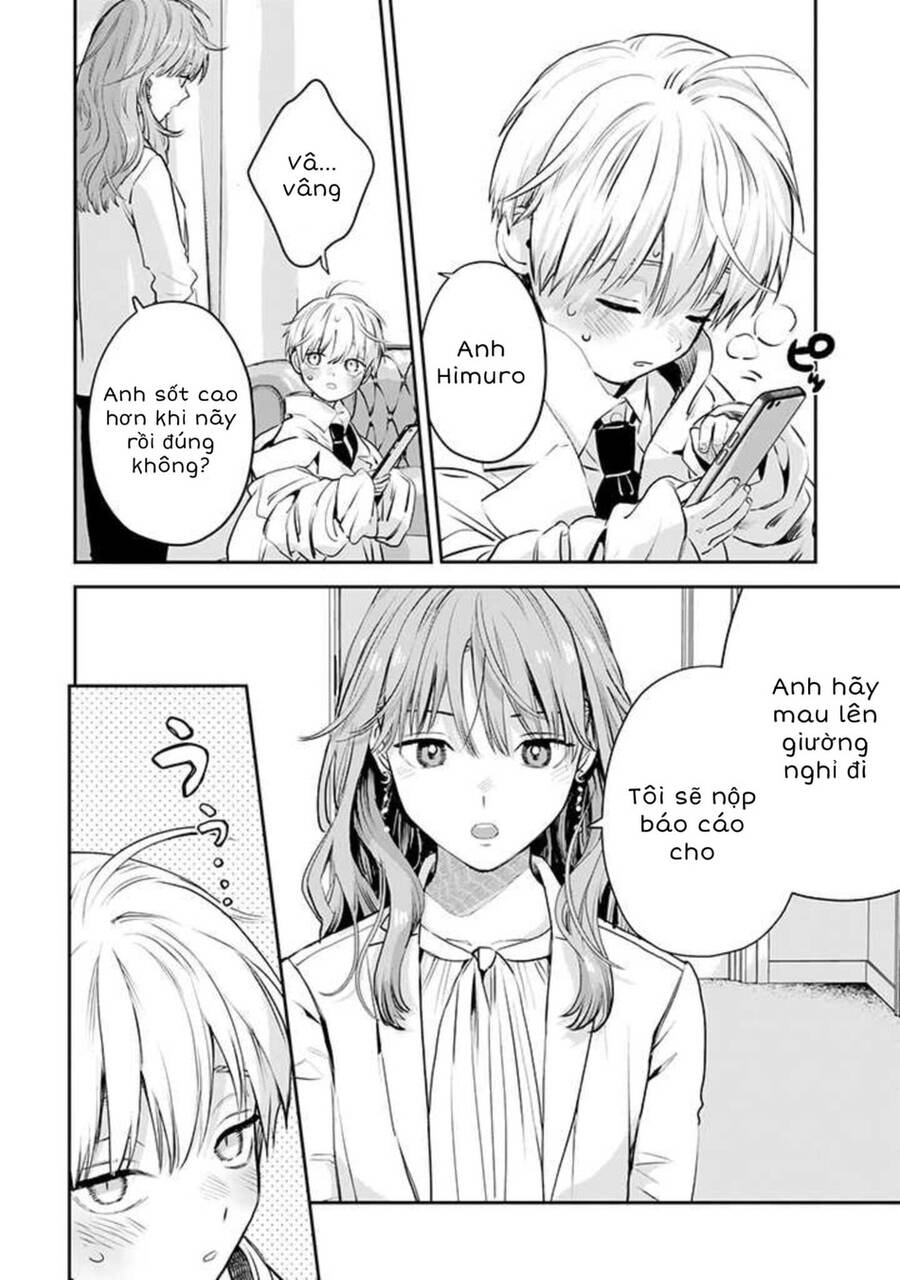 Anh
Himuro
ピッ
Vâ...
vâng
Anh sốt cao
hơn khi nãy
rồi đúng
không?
Anh hãy
mau lên
giường
nghỉ đi
Tôi sẽ nộp
báo cáo
cho
うっ